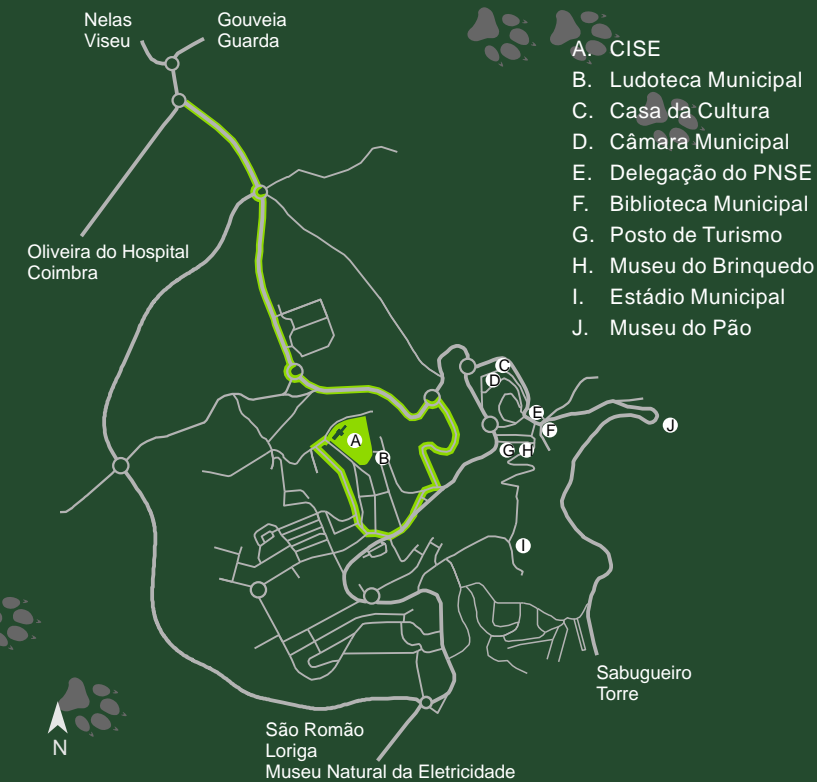 Nelas
Viseu
Gouveia
Guarda
A. CISE
B. Ludoteca Municipal
C. Casa da Cultura
D. Câmara Municipal
E. Delegação do PNSE
F. Biblioteca Municipal
G. Posto de Turismo
H. Museu do Brinquedo
I. Estádio Municipal
J. Museu do Pão
Oliveira do Hospital
Coimbra
C
D
E
F
J
A
B
G
H
I
Sabugueiro
Torre
N
São Romão
Loriga
Museu Natural da Eletricidade